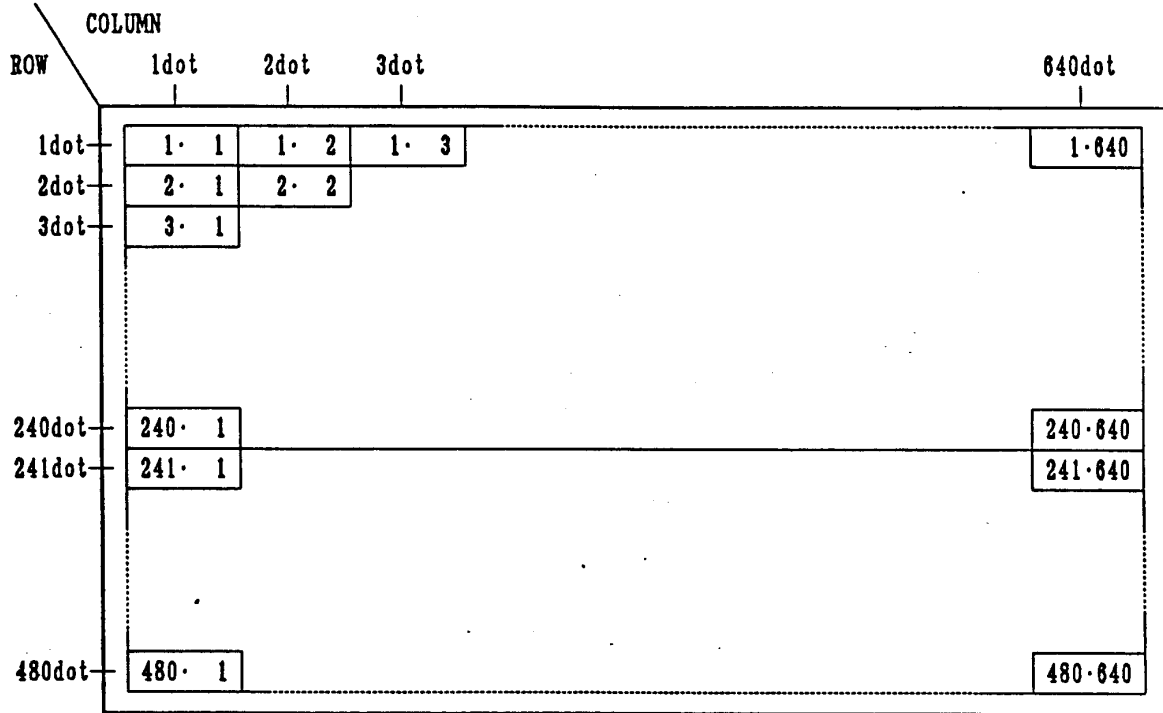 COLUMN
ROW 1dot 2dot 3dot 640dot
1dot 1· 1 1· 2 1· 3 1·640
2dot 2· 1 2· 2
3dot 3· 1
240dot 240· 1 240·640
241dot 241· 1 241·640
480dot 480· 1 480·640